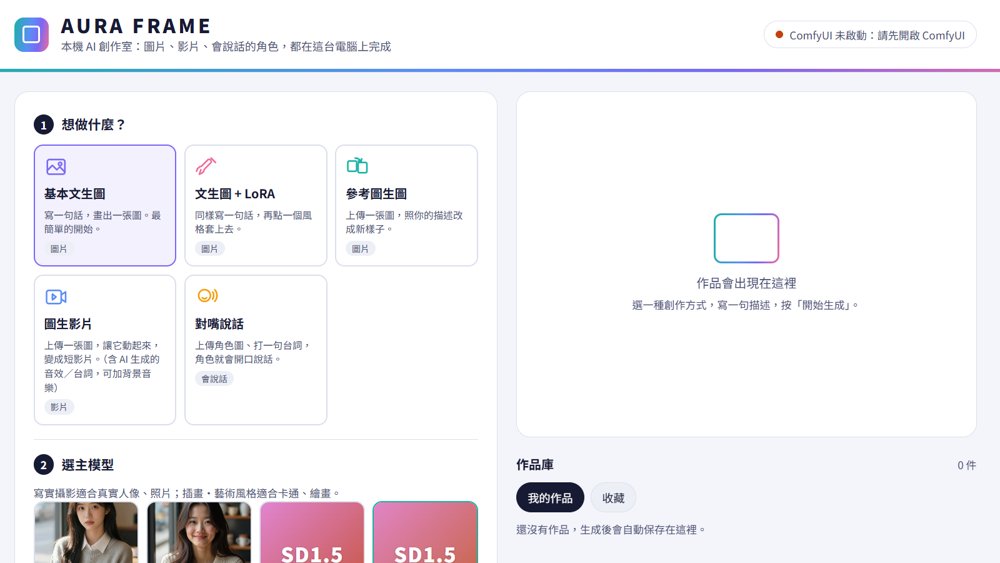 AURA FRAME
本機 AI 創作室：圖片、影片、會說話的角色，都在這台電腦上完成
ComfyUI 未啟動：請先開啟 ComfyUI
1 想做什麼？
基本文生圖
寫一句話，畫出一張圖。最
簡單的開始。
圖片
文生圖 + LoRA
同樣寫一句話，再點一個風
格套上去。
圖片
參考圖生圖
上傳一張圖，照你的描述改
成新樣子。
圖片
圖生影片
上傳一張圖，讓它動起來，
變成短影片。（含 AI 生成的
音效／台詞，可加背景音
樂）
影片
對嘴說話
上傳角色圖、打一句台詞，
角色就會開口說話。
會說話
2 選主模型
寫實攝影適合真實人像、照片；插畫・藝術風格適合卡通、繪畫。
SD1.5
SD1.5
作品會出現在這裡
選一種創作方式，寫一句描述，按「開始生成」。
作品庫
0 件
我的作品
收藏
還沒有作品，生成後會自動保存在這裡。